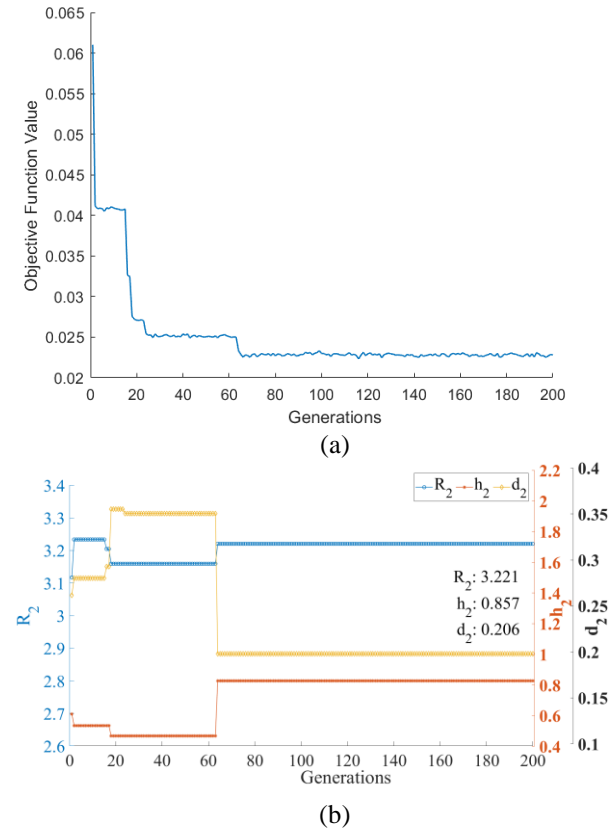 0.065
0.06
0.055
0.05
0.045
0.04
0.035
0.03
0.025
0.02
Objective Function Value
0 20 40 60 80 100 120 140 160 180 200
Generations
(a)
3.4
3.3
3.2
3.1
3
2.9
2.8
2.7
2.6
R2
R2 h2 d2
R2: 3.221
h2: 0.857
d2: 0.206
2.2
2
1.8
1.6
1.4
1.2
1
0.8
0.6
0.4
h2
0.4
0.35
0.3
0.25
0.2
0.15
0.1
d2
0 20 40 60 80 100 120 140 160 180 200
Generations
(b)